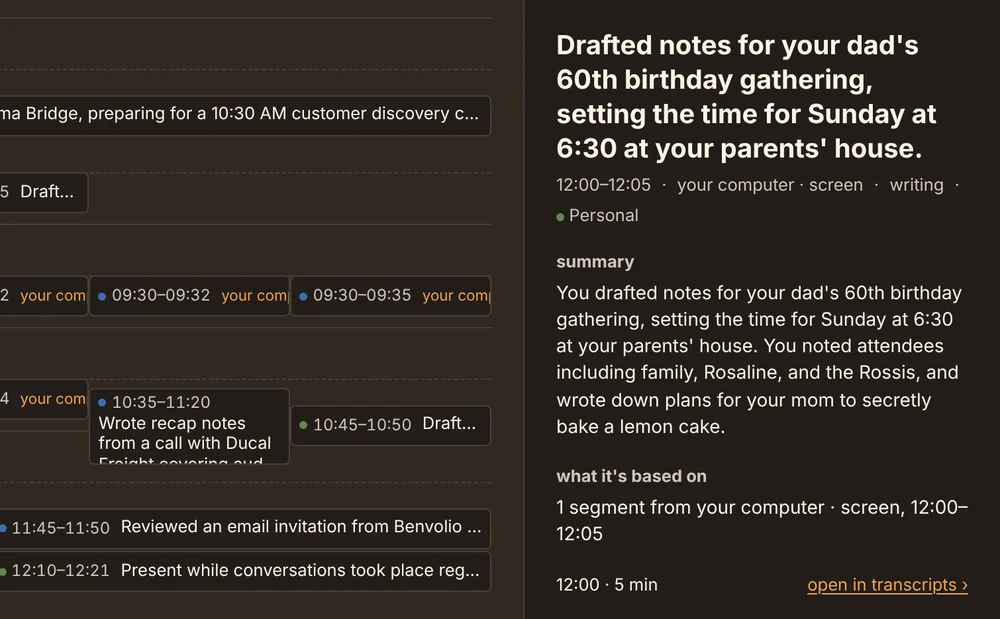 ma Bridge, preparing for a 10:30 AM customer discovery c...
5 Draft...
2 your com
09:30–09:32 your com
09:30–09:35 your com
4 your com
10:35–11:20
Wrote recap notes
from a call with Ducal
Freight covering aud
10:45–10:50 Draft...
11:45–11:50 Reviewed an email invitation from Benvolio ...
12:10–12:21 Present while conversations took place reg...
Drafted notes for your dad's
60th birthday gathering,
setting the time for Sunday at
6:30 at your parents' house.
12:00–12:05 · your computer · screen · writing ·
Personal
summary
You drafted notes for your dad's 60th birthday
gathering, setting the time for Sunday at 6:30
at your parents' house. You noted attendees
including family, Rosaline, and the Rossis, and
wrote down plans for your mom to secretly
bake a lemon cake.
what it's based on
1 segment from your computer · screen, 12:00–
12:05
12:00 · 5 min
open in transcripts ›